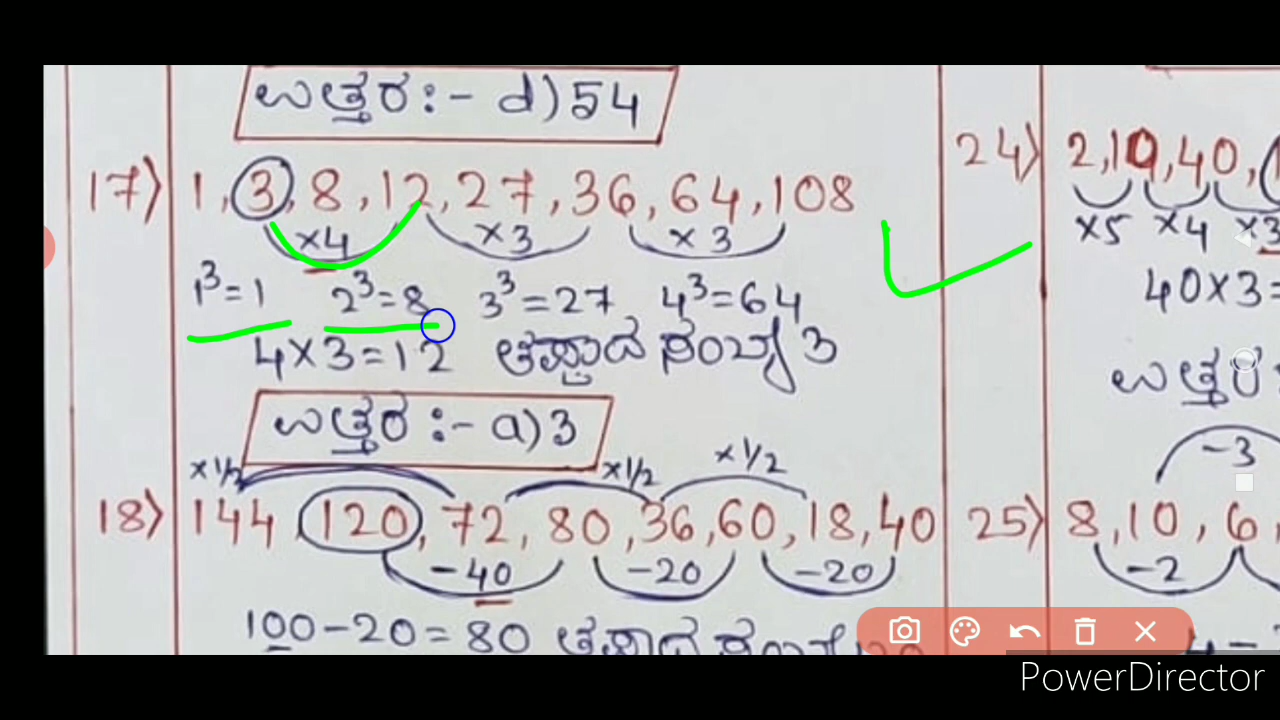 ಉತ್ತರ :- d) 54
17) 1, 3, 8, 12, 27, 36, 64, 108
×4 ×3 ×3
1³=1 2³=8 3³=27 4³=64
4×3=12 ತಪ್ಪಾದ ಸಂಖ್ಯೆ 3
ಉತ್ತರ :- a) 3
×1/2 ×1/2 ×1/2
18) 144, 120, 72, 80, 36, 60, 18, 40
-40 -20 -20
100-20=80 ತಪ್ಪಾದ
24) 2, 10, 40,
×5 ×4 ×3
40×3=
ಉತ್ತರ
-3
25) 8, 10, 6,
-2
PowerDirector